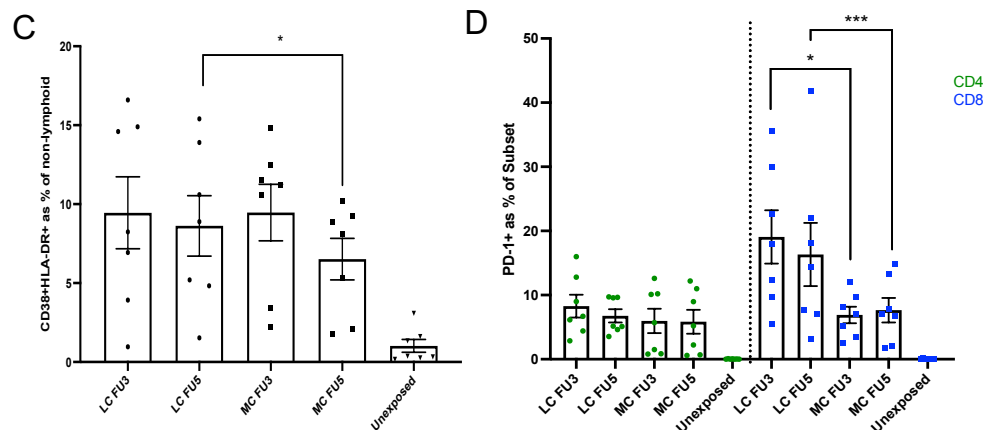 C
CD38+HLA-DR+ as % of non-lymphoid
20
15
10
5
0
*
LC FU3
LC FU5
MC FU3
MC FU5
Unexposed
D
PD-1+ as % of Subset
50
40
30
20
10
0
*
***
CD4
CD8
LC FU3
LC FU5
MC FU3
MC FU5
Unexposed
LC FU3
LC FU5
MC FU3
MC FU5
Unexposed